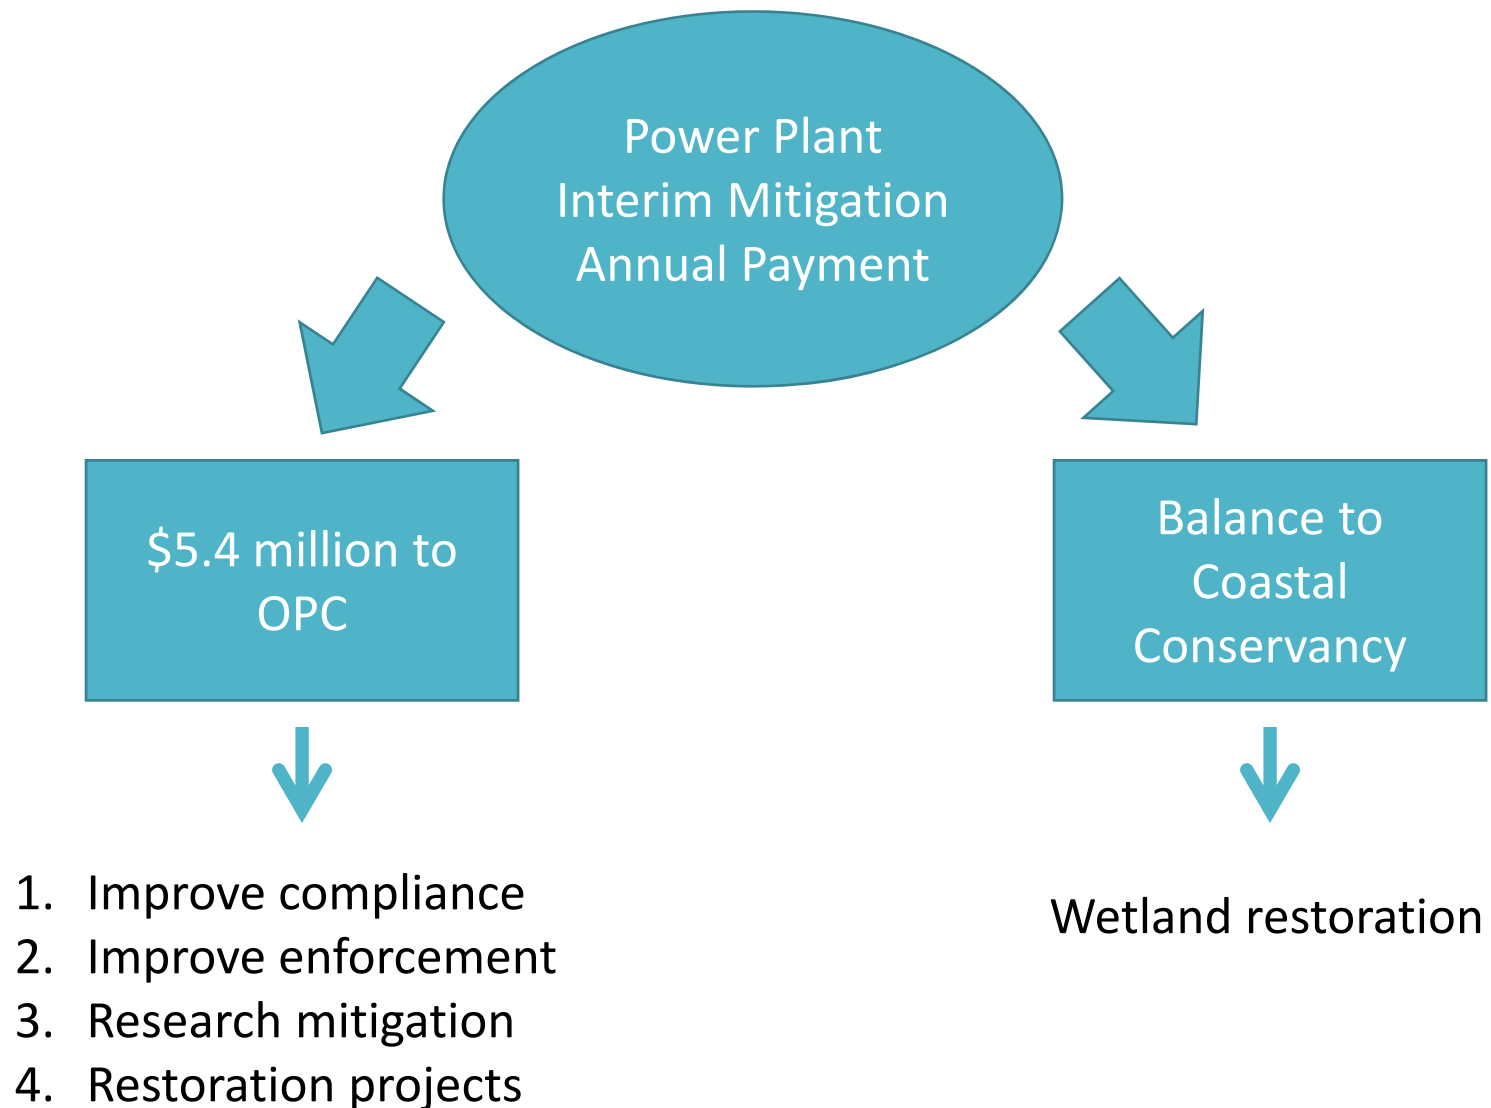 Power Plant
Interim Mitigation
Annual Payment
$5.4 million to
OPC
Balance to
Coastal
Conservancy
1. Improve compliance
2. Improve enforcement
3. Research mitigation
4. Restoration projects
Wetland restoration